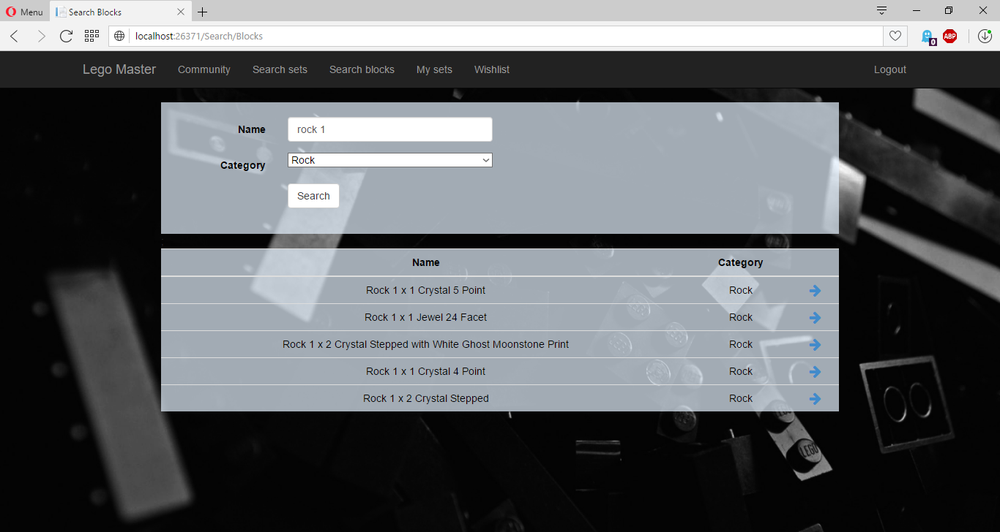 Menu
Search Blocks
localhost:26371/Search/Blocks
0
ABP
Lego Master Community Search sets Search blocks My sets Wishlist Logout
Name rock 1
Category Rock
Search
Name Category
Rock 1 x 1 Crystal 5 Point Rock
Rock 1 x 1 Jewel 24 Facet Rock
Rock 1 x 2 Crystal Stepped with White Ghost Moonstone Print Rock
Rock 1 x 1 Crystal 4 Point Rock
Rock 1 x 2 Crystal Stepped Rock
LEGO
LEGO